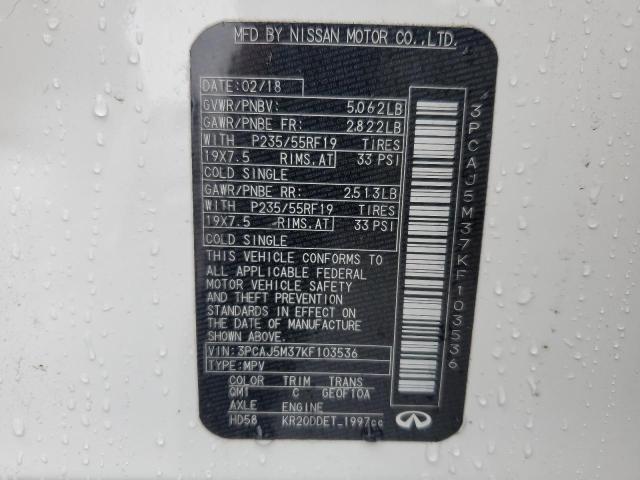 MFD BY NISSAN MOTOR CO.,LTD.
DATE: 02/18
GVWR/PNBV: 5.062LB
GAWR/PNBE FR: 2.822LB
WITH P235/55RF19 TIRES
19X7.5 RIMS.AT 33 PSI
COLD SINGLE
GAWR/PNBE RR: 2.513LB
WITH P235/55RF19 TIRES
19X7.5 RIMS.AT 33 PSI
COLD SINGLE
THIS VEHICLE CONFORMS TO
ALL APPLICABLE FEDERAL
MOTOR VEHICLE SAFETY
AND THEFT PREVENTION
STANDARDS IN EFFECT ON
THE DATE OF MANUFACTURE
SHOWN ABOVE.
VIN: 3PCAJ5M37KF103536
TYPE: MPV
COLOR TRIM TRANS
QM1 C GE0F10A
AXLE ENGINE
HD58 KR20DDET 1997cc
3PCAJ5M37KF103536